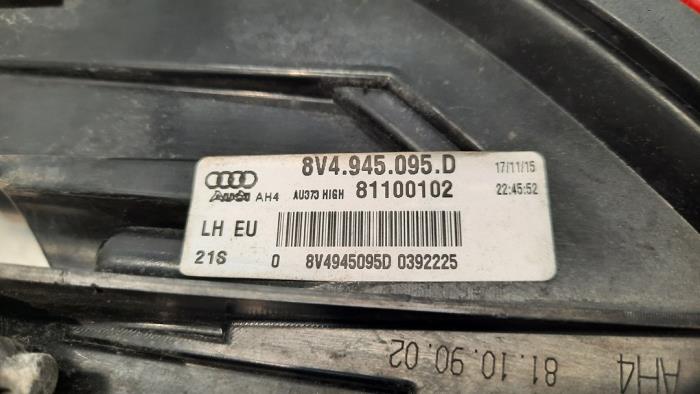 8V4.945.095.D 17/11/15
Audi AH4 AU373 HIGH 81100102 22:45:52
LH EU
21S 0 8V4945095D 0392225
81.10.90.02 AH4